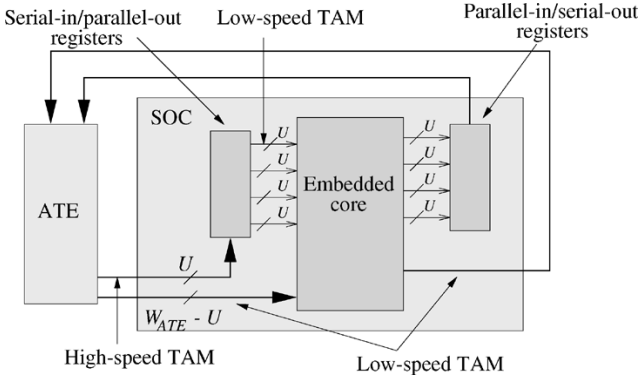 Serial-in/parallel-out
registers
Low-speed TAM
Parallel-in/serial-out
registers
SOC
U
U
U
U
U
U
U
U
Embedded
core
ATE
U
W_ATE - U
High-speed TAM
Low-speed TAM